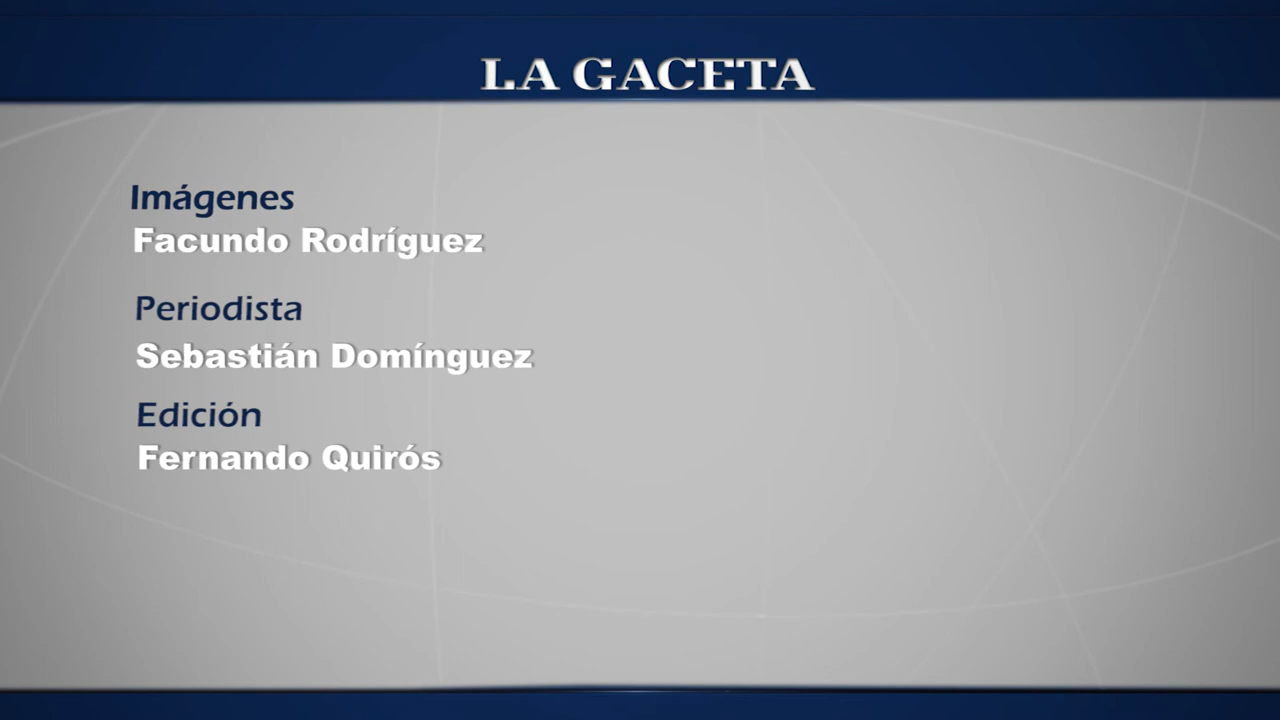 LA GACETA
Imágenes
Facundo Rodríguez
Periodista
Sebastián Domínguez
Edición
Fernando Quirós